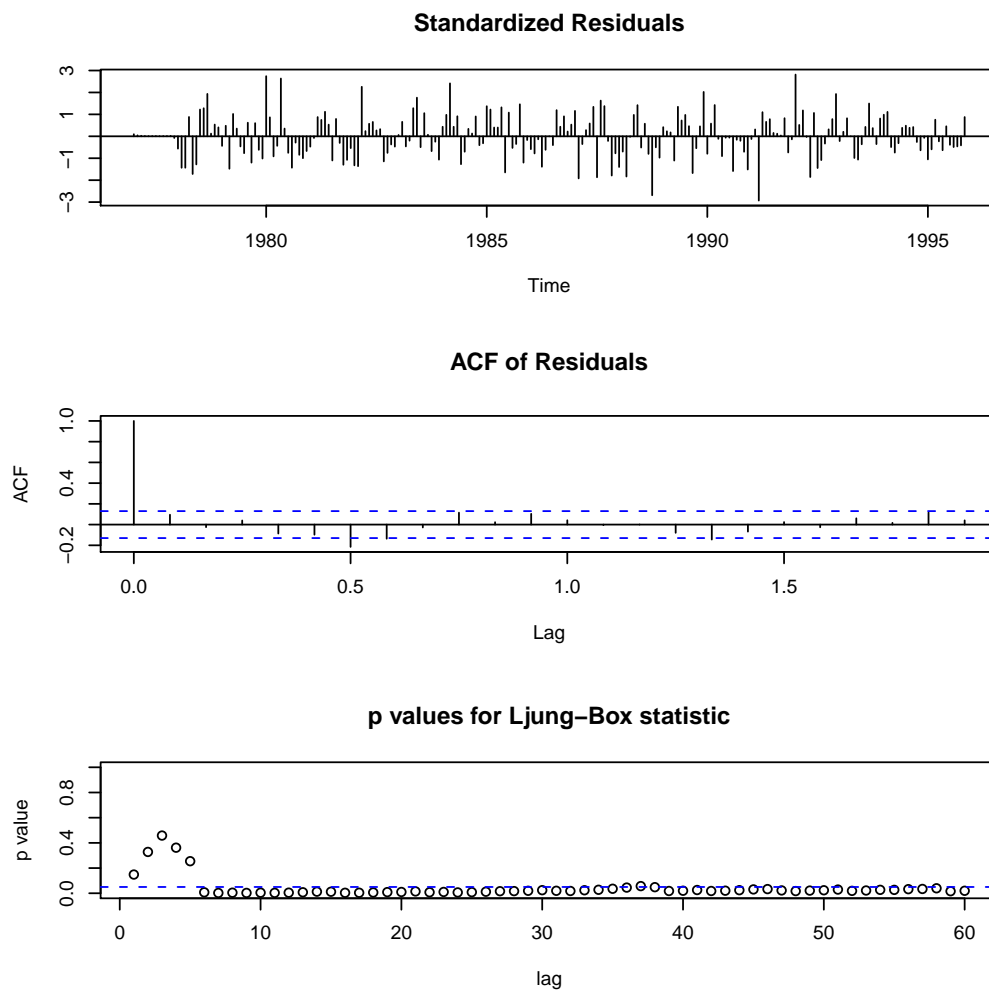 Standardized Residuals
3
1
−1
−3
1980 1985 1990 1995
Time
ACF of Residuals
ACF
1.0
0.4
−0.2
0.0 0.5 1.0 1.5
Lag
p values for Ljung−Box statistic
p value
0.8
0.4
0.0
0 10 20 30 40 50 60
lag